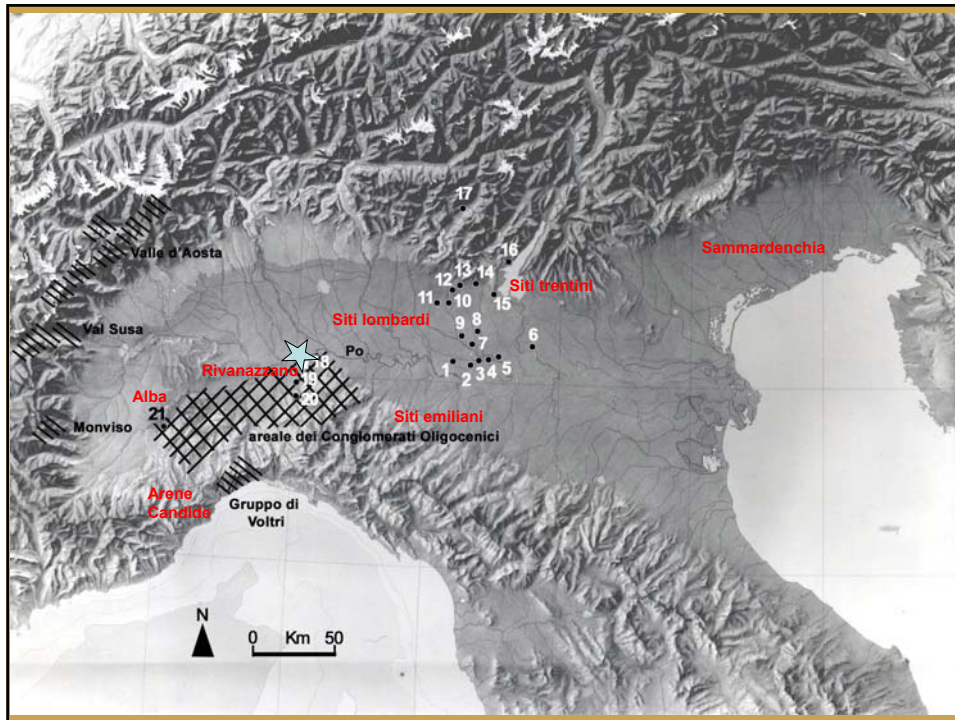 17
Sammardenchia
16
Valle d'Aosta
13
14
12
Siti trentini
15
11
10
Siti lombardi
8
9
Val Susa
6
7
Po
18
1
3
4
5
2
Rivanazzano
19
Alba
20
21
Siti emiliani
Monviso
areale dei Conglomerati Oligocenici
Arene
Candide
Gruppo di
Voltri
N
0 Km 50